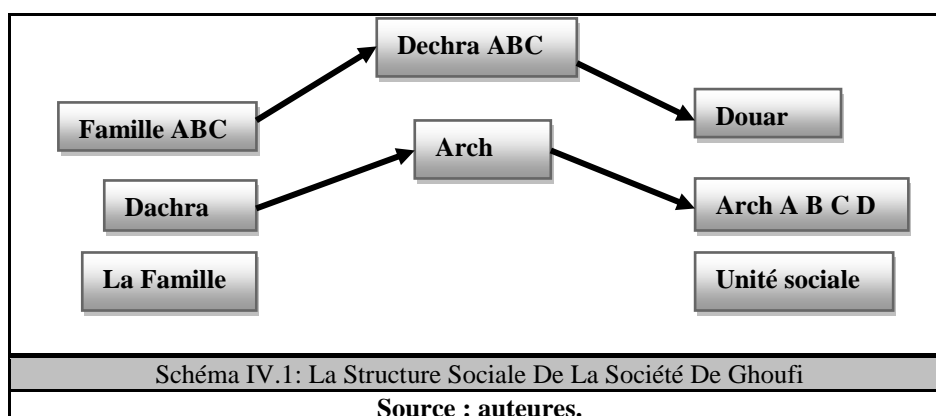 Dechra ABC
Famille ABC
Douar
Arch
Dachra
Arch A B C D
La Famille
Unité sociale
Schéma IV.1: La Structure Sociale De La Société De Ghoufi
Source : auteures.